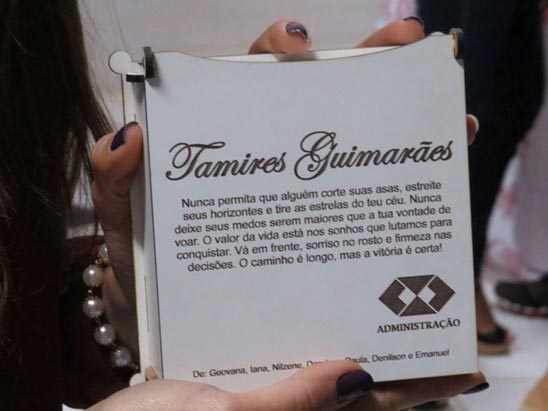 Tamires Guimarães
Nunca permita que alguém corte suas asas, estreite
seus horizontes e tire as estrelas do teu céu. Nunca
deixe seus medos serem maiores que a tua vontade de
voar. O valor da vida está nos sonhos que lutamos para
conquistar. Vá em frente, sorriso no rosto e firmeza nas
decisões. O caminho é longo, mas a vitória é certa!
ADMINISTRAÇÃO
De: Geovana, Iana, Nilzene, Paula, Denilson e Emanuel